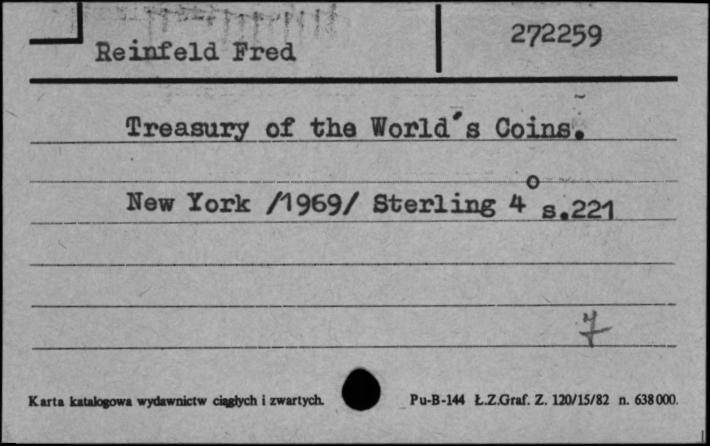 272259
Reinfeld Fred
Treasury of the World's Coins.
New York /1969/ Sterling 4° s.221
7
Karta katalogowa wydawnictw ciągłych i zwartych. Pu-B-144 Ł.Z.Graf. Z. 120/15/82 n. 638000.